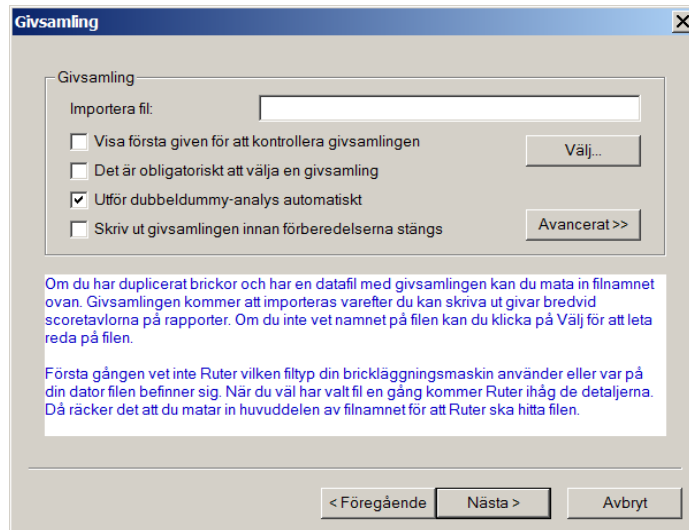 Givsamling
Givsamling
Importera fil:
Visa första given för att kontrollera givsamlingen
Välj...
Det är obligatoriskt att välja en givsamling
Utför dubbeldummy-analys automatiskt
Skriv ut givsamlingen innan förberedelserna stängs
Avancerat >>
Om du har duplicerat brickor och har en datafil med givsamlingen kan du mata in filnamnet
ovan. Givsamlingen kommer att importeras varefter du kan skriva ut givar bredvid
scoretavlorna på rapporter. Om du inte vet namnet på filen kan du klicka på Välj för att leta
reda på filen.
Första gången vet inte Ruter vilken filtyp din brickläggningsmaskin använder eller var på
din dator filen befinner sig. När du väl har valt fil en gång kommer Ruter ihåg de detaljerna.
Då räcker det att du matar in huvuddelen av filnamnet för att Ruter ska hitta filen.
< Föregående
Nästa >
Avbryt